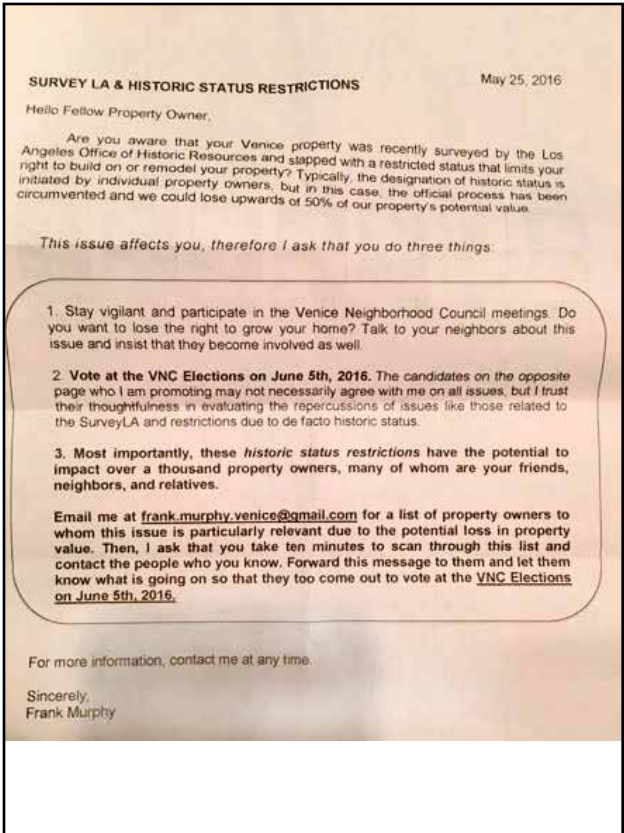 SURVEY LA & HISTORIC STATUS RESTRICTIONS May 25, 2016
Hello Fellow Property Owner,
Are you aware that your Venice property was recently surveyed by the Los
Angeles Office of Historic Resources and slapped with a restricted status that limits your
right to build on or remodel your property? Typically, the designation of historic status is
initiated by individual property owners, but in this case, the official process has been
circumvented and we could lose upwards of 50% of our property's potential value.
This issue affects you, therefore I ask that you do three things:
1. Stay vigilant and participate in the Venice Neighborhood Council meetings. Do
you want to lose the right to grow your home? Talk to your neighbors about this
issue and insist that they become involved as well.
2. Vote at the VNC Elections on June 5th, 2016. The candidates on the opposite
page who I am promoting may not necessarily agree with me on all issues, but I trust
their thoughtfulness in evaluating the repercussions of issues like those related to
the SurveyLA and restrictions due to de facto historic status.
3. Most importantly, these historic status restrictions have the potential to
impact over a thousand property owners, many of whom are your friends,
neighbors, and relatives.
Email me at frank.murphy.venice@gmail.com for a list of property owners to
whom this issue is particularly relevant due to the potential loss in property
value. Then, I ask that you take ten minutes to scan through this list and
contact the people who you know. Forward this message to them and let them
know what is going on so that they too come out to vote at the VNC Elections
on June 5th, 2016.
For more information, contact me at any time.
Sincerely,
Frank Murphy